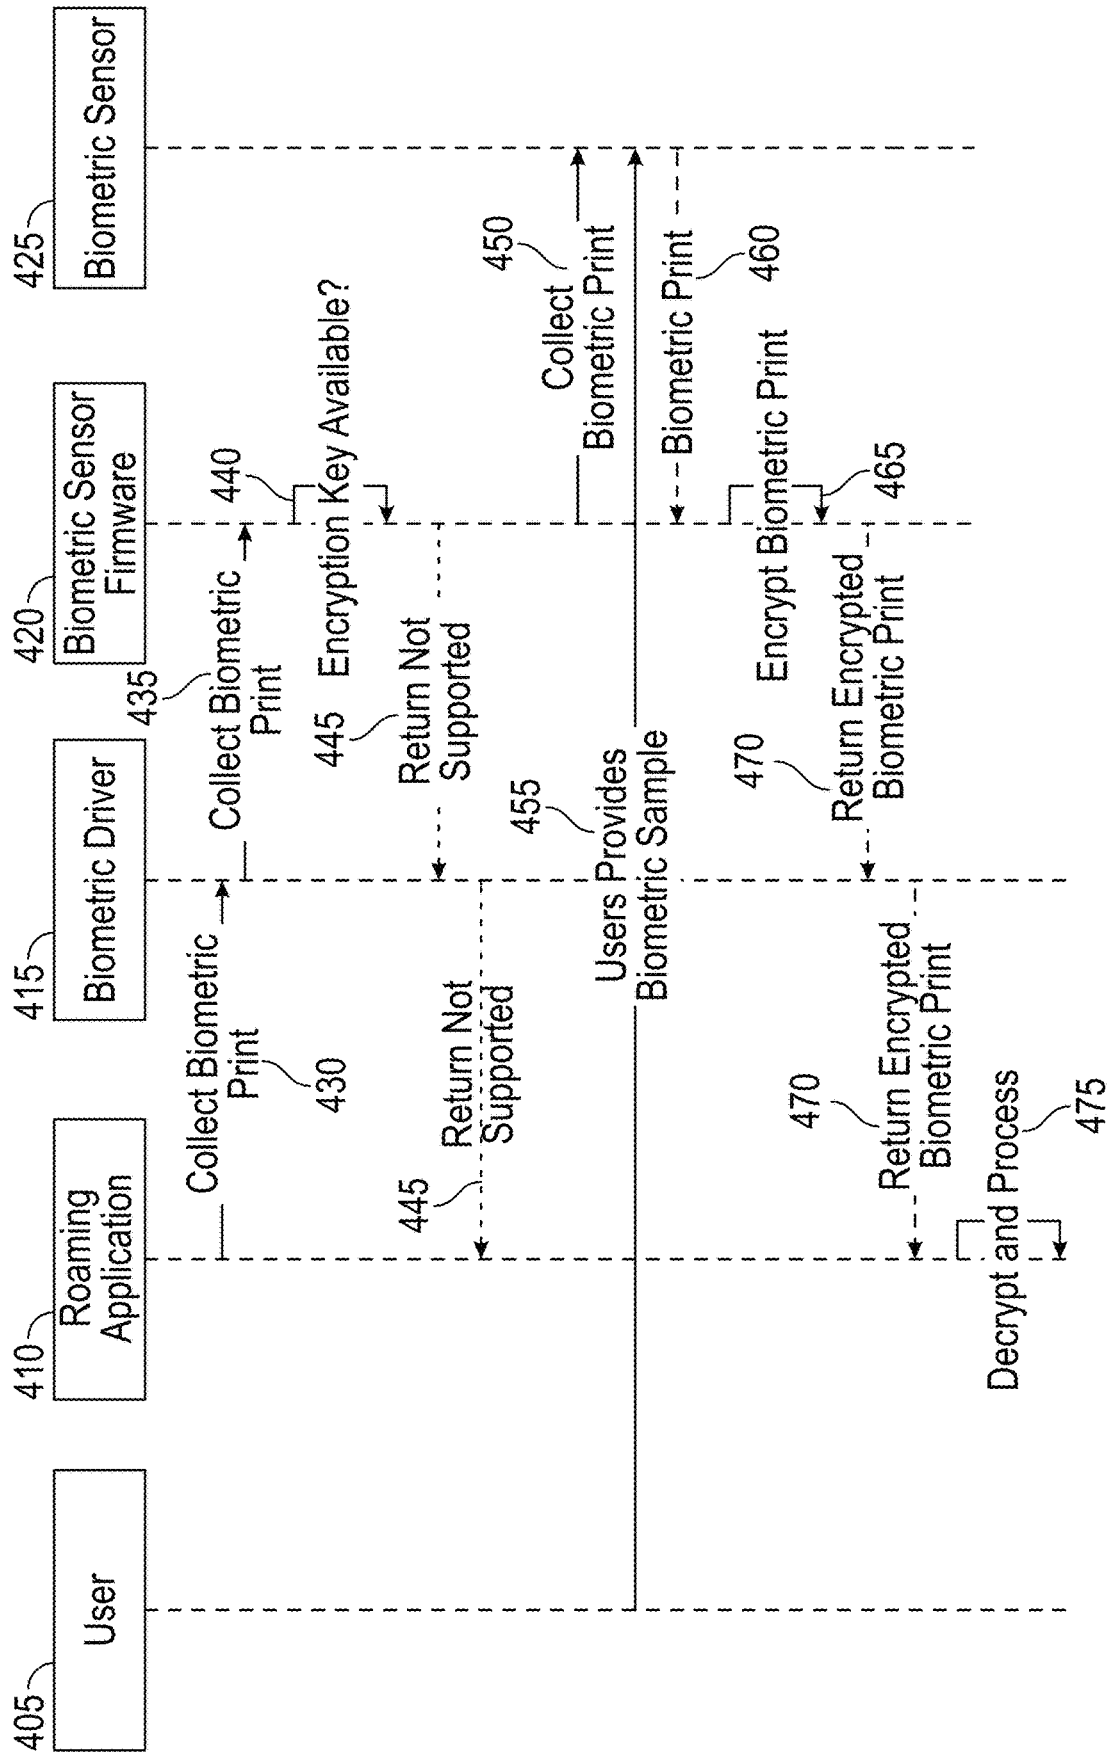 405
User
410
Roaming
Application
415
Biometric Driver
420
Biometric Sensor
Firmware
425
Biometric Sensor
Collect Biometric
Print
430
435
Collect Biometric
Print
440
Encryption Key Available?
445
Return Not
Supported
Return Not
Supported
445
450
Collect
Biometric Print
455
Users Provides
Biometric Sample
Biometric Print
460
Encrypt Biometric Print
465
470
Return Encrypted
Biometric Print
470
Return Encrypted
Biometric Print
Decrypt and Process
475